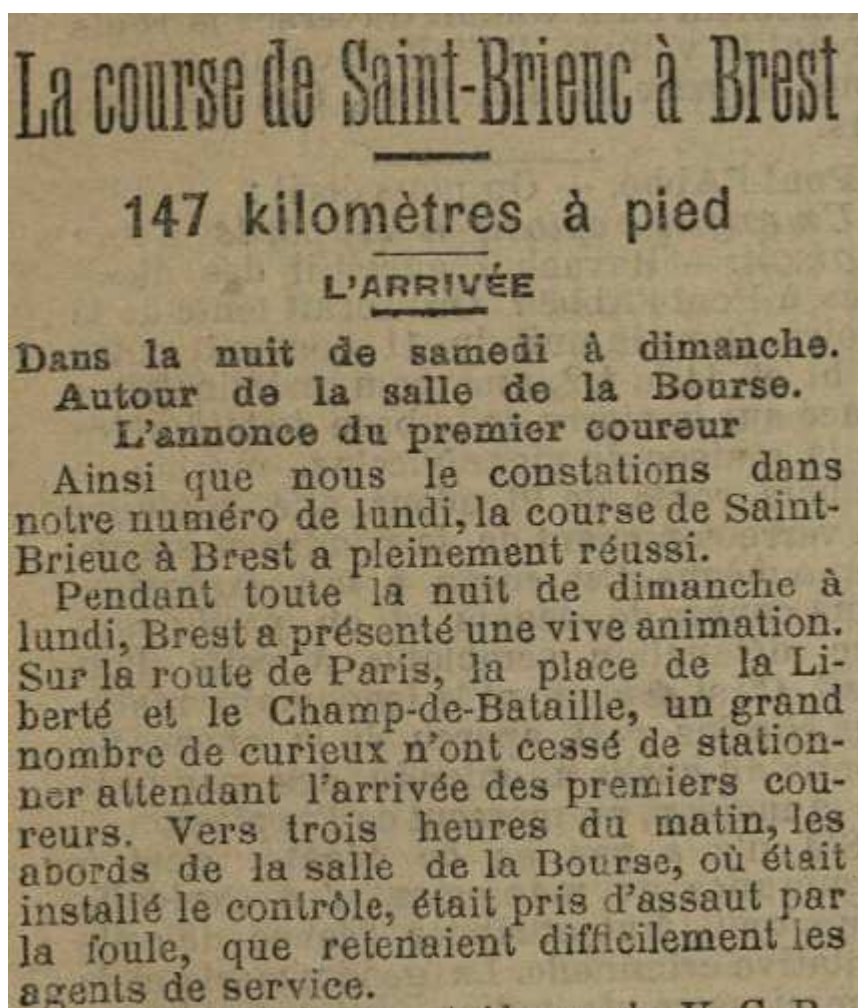 La course de Saint-Brieuc à Brest
147 kilomètres à pied
L'ARRIVÉE
Dans la nuit de samedi à dimanche.
Autour de la salle de la Bourse.
L'annonce du premier coureur
Ainsi que nous le constations dans
notre numéro de lundi, la course de Saint-
Brieuc à Brest a pleinement réussi.
Pendant toute la nuit de dimanche à
lundi, Brest a présenté une vive animation.
Sur la route de Paris, la place de la Li-
berté et le Champ-de-Bataille, un grand
nombre de curieux n'ont cessé de station-
ner attendant l'arrivée des premiers cou-
reurs. Vers trois heures du matin, les
abords de la salle de la Bourse, où était
installé le contrôle, était pris d'assaut par
la foule, que retenaient difficilement les
agents de service.